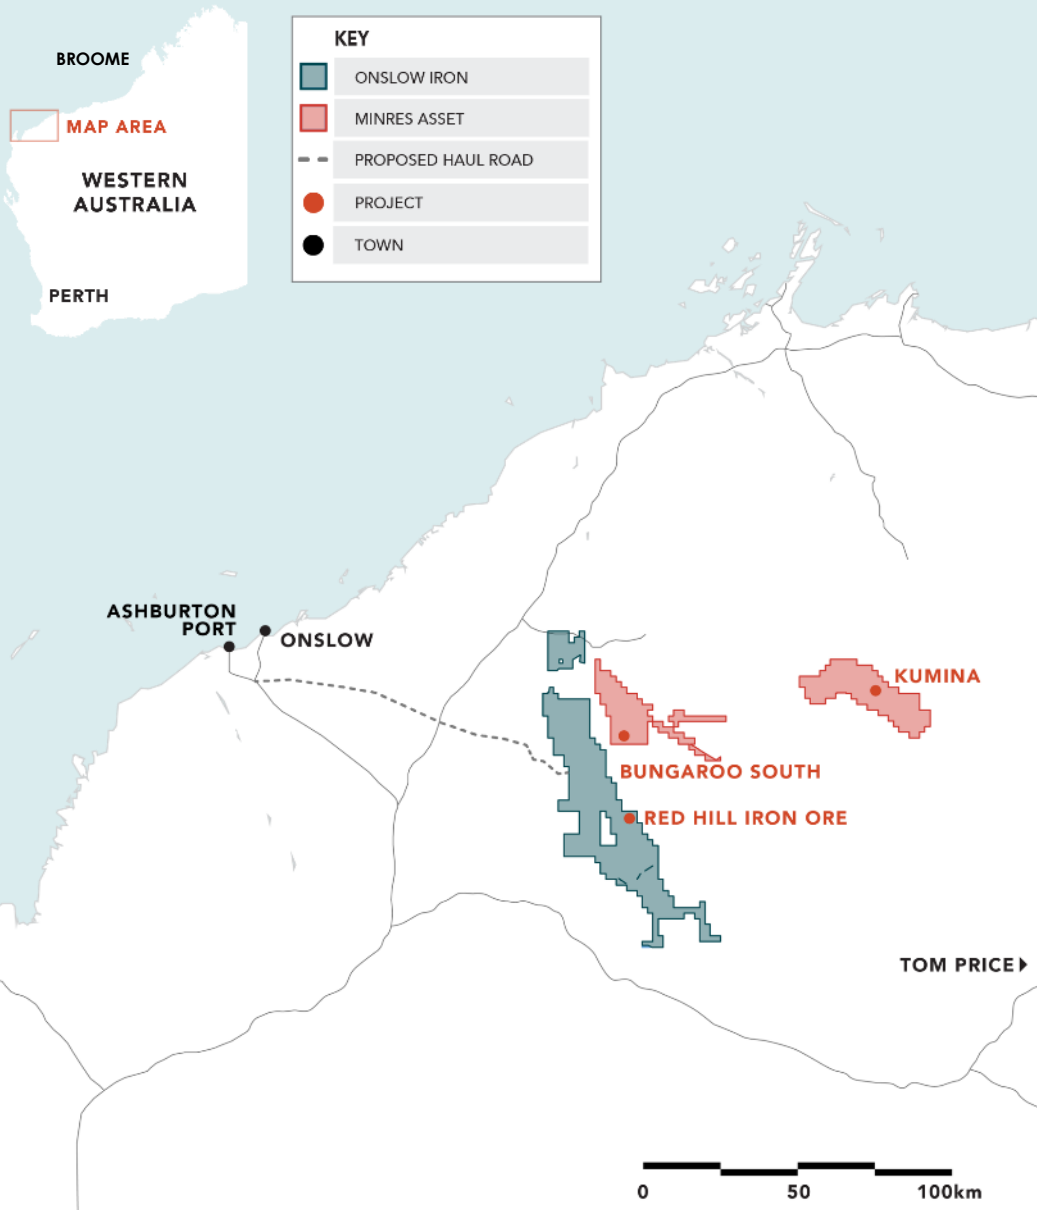 BROOME
MAP AREA
WESTERN
AUSTRALIA
PERTH
KEY
ONSLOW IRON
MINRES ASSET
PROPOSED HAUL ROAD
PROJECT
TOWN
ASHBURTON
PORT
ONSLOW
KUMINA
BUNGAROO SOUTH
RED HILL IRON ORE
TOM PRICE
0 50 100km